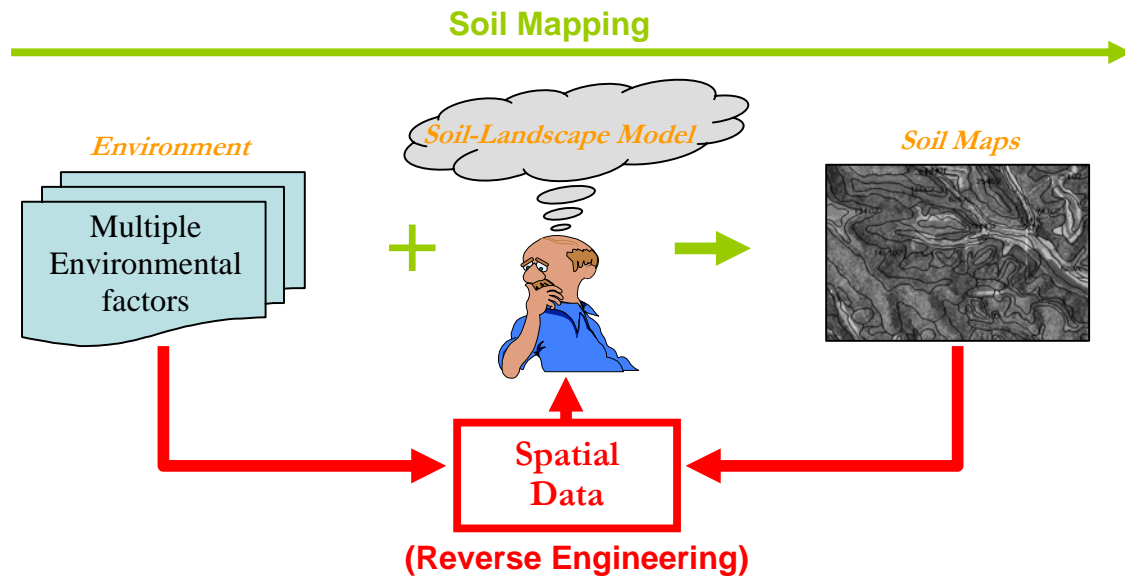 Soil Mapping
Soil-Landscape Model
Environment
Soil Maps
Multiple
Environmental
factors
Spatial
Data
(Reverse Engineering)